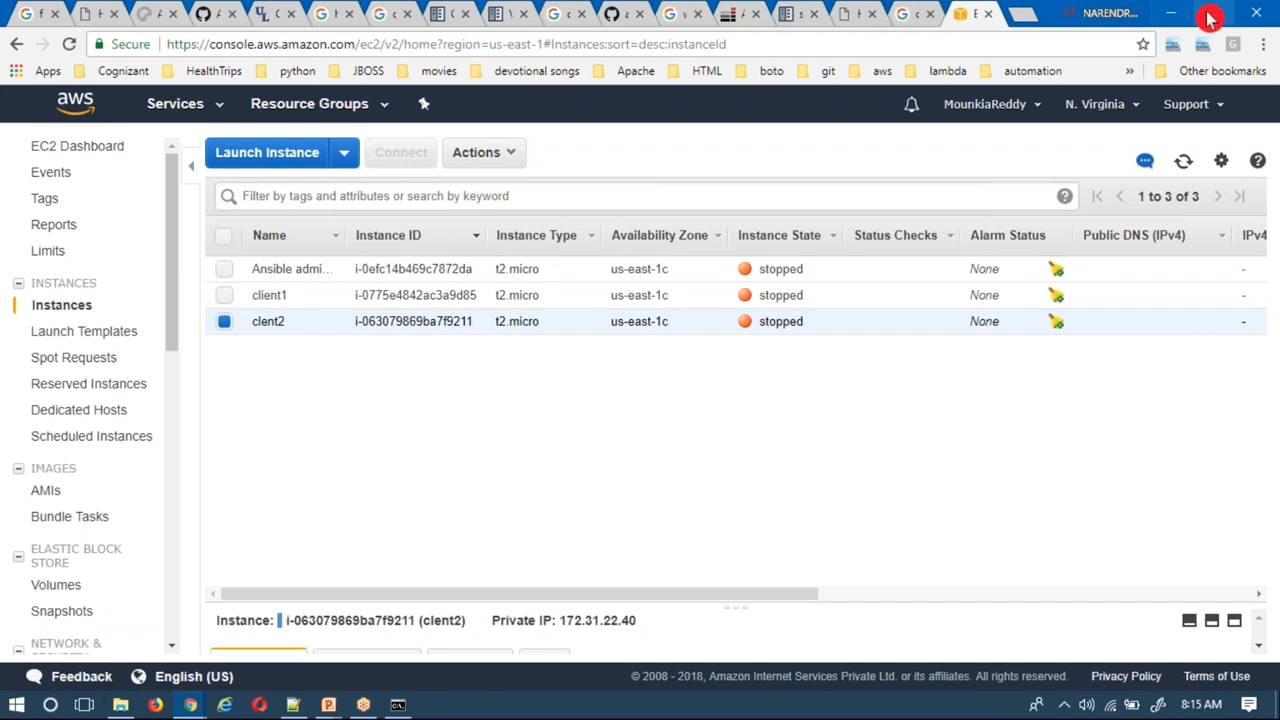 NARENDR...
Secure https://console.aws.amazon.com/ec2/v2/home?region=us-east-1#Instances:sort=desc:instanceId
Apps Cognizant HealthTrips python JBOSS movies devotional songs Apache HTML boto git aws lambda automation » Other bookmarks
aws Services Resource Groups MounkiaReddy N. Virginia Support
EC2 Dashboard
Events
Tags
Reports
Limits
INSTANCES
Instances
Launch Templates
Spot Requests
Reserved Instances
Dedicated Hosts
Scheduled Instances
IMAGES
AMIs
Bundle Tasks
ELASTIC BLOCK
STORE
Volumes
Snapshots
NETWORK &
Launch Instance Connect Actions
Filter by tags and attributes or search by keyword 1 to 3 of 3
Name Instance ID Instance Type Availability Zone Instance State Status Checks Alarm Status Public DNS (IPv4) IPv4
Ansible admi... i-0efc14b469c7872da t2.micro us-east-1c stopped None -
client1 i-0775e4842ac3a9d85 t2.micro us-east-1c stopped None -
clent2 i-063079869ba7f9211 t2.micro us-east-1c stopped None -
Instance: i-063079869ba7f9211 (clent2) Private IP: 172.31.22.40
Feedback English (US) © 2008 - 2018, Amazon Internet Services Private Ltd. or its affiliates. All rights reserved. Privacy Policy Terms of Use
8:15 AM